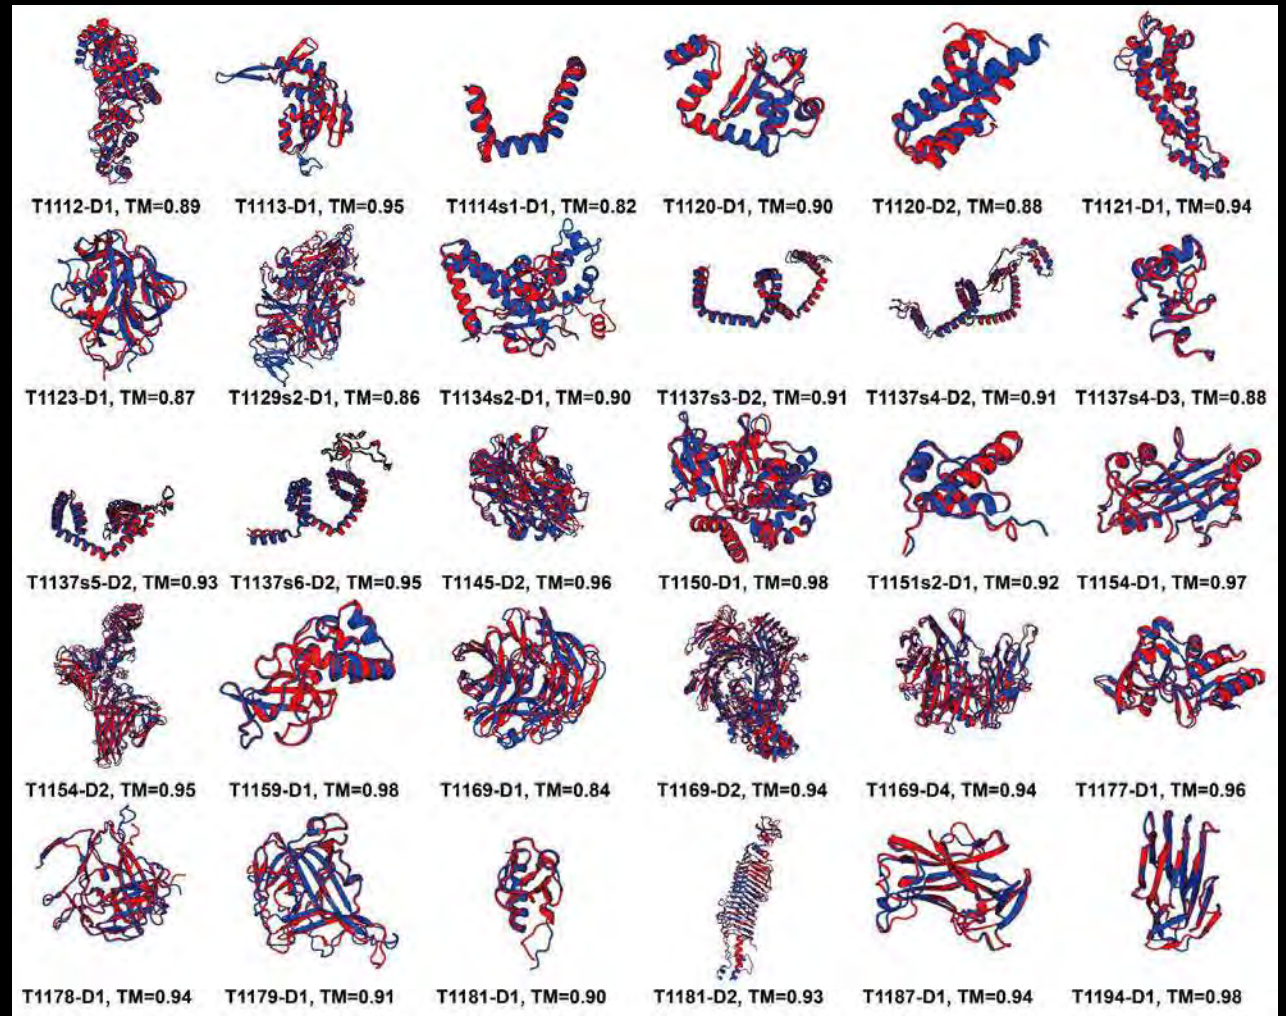 T1112-D1, TM=0.89 T1113-D1, TM=0.95 T1114s1-D1, TM=0.82 T1120-D1, TM=0.90 T1120-D2, TM=0.88 T1121-D1, TM=0.94
T1123-D1, TM=0.87 T1129s2-D1, TM=0.86 T1134s2-D1, TM=0.90 T1137s3-D2, TM=0.91 T1137s4-D2, TM=0.91 T1137s4-D3, TM=0.88
T1137s5-D2, TM=0.93 T1137s6-D2, TM=0.95 T1145-D2, TM=0.96 T1150-D1, TM=0.98 T1151s2-D1, TM=0.92 T1154-D1, TM=0.97
T1154-D2, TM=0.95 T1159-D1, TM=0.98 T1169-D1, TM=0.84 T1169-D2, TM=0.94 T1169-D4, TM=0.94 T1177-D1, TM=0.96
T1178-D1, TM=0.94 T1179-D1, TM=0.91 T1181-D1, TM=0.90 T1181-D2, TM=0.93 T1187-D1, TM=0.94 T1194-D1, TM=0.98